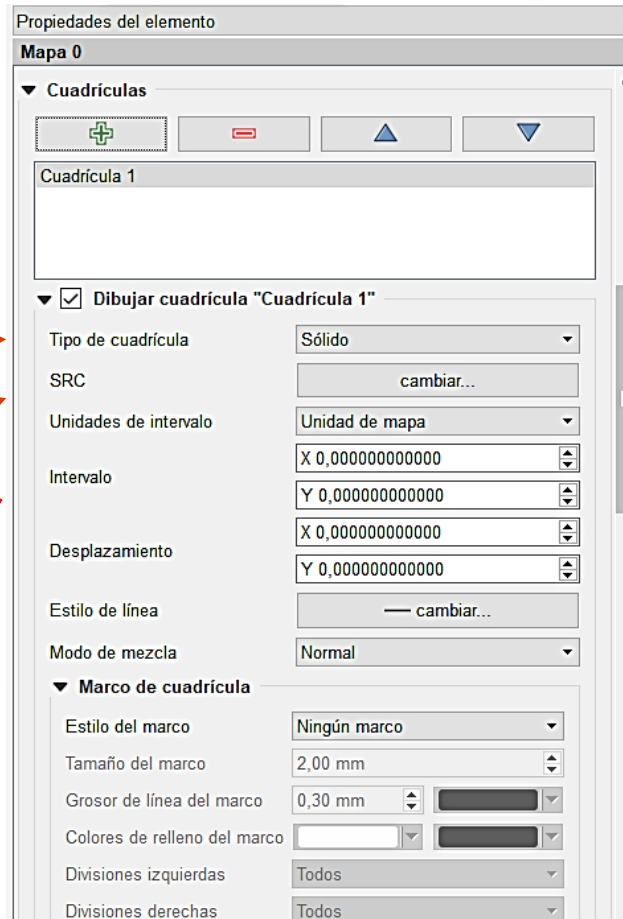 Propiedades del elemento
Mapa 0
Cuadrículas
Cuadrícula 1
Dibujar cuadrícula "Cuadrícula 1"
Tipo de cuadrícula Sólido
SRC cambiar...
Unidades de intervalo Unidad de mapa
Intervalo
X 0,000000000000
Y 0,000000000000
Desplazamiento
X 0,000000000000
Y 0,000000000000
Estilo de línea cambiar...
Modo de mezcla Normal
Marco de cuadrícula
Estilo del marco Ningún marco
Tamaño del marco 2,00 mm
Grosor de línea del marco 0,30 mm
Colores de relleno del marco
Divisiones izquierdas Todos
Divisiones derechas Todos